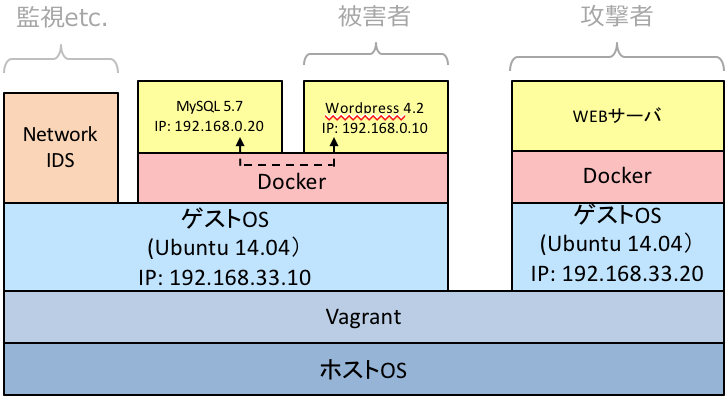 監視etc.
被害者
攻撃者
MySQL 5.7
IP: 192.168.0.20
Wordpress 4.2
IP: 192.168.0.10
WEBサーバ
Network
IDS
Docker
Docker
ゲストOS
(Ubuntu 14.04)
IP: 192.168.33.10
ゲストOS
(Ubuntu 14.04)
IP: 192.168.33.20
Vagrant
ホストOS